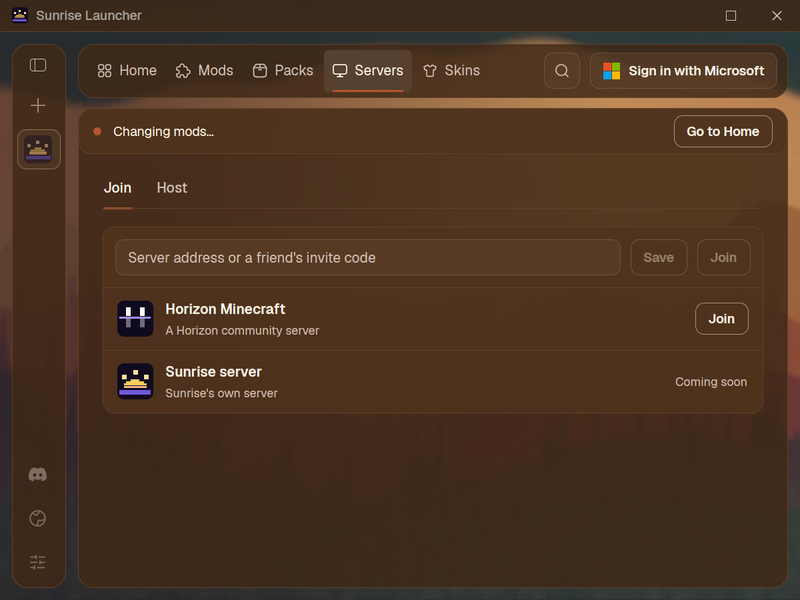 Sunrise Launcher
Home
Mods
Packs
Servers
Skins
Sign in with Microsoft
Changing mods...
Go to Home
Join
Host
Server address or a friend's invite code
Save
Join
Horizon Minecraft
A Horizon community server
Join
Sunrise server
Sunrise's own server
Coming soon